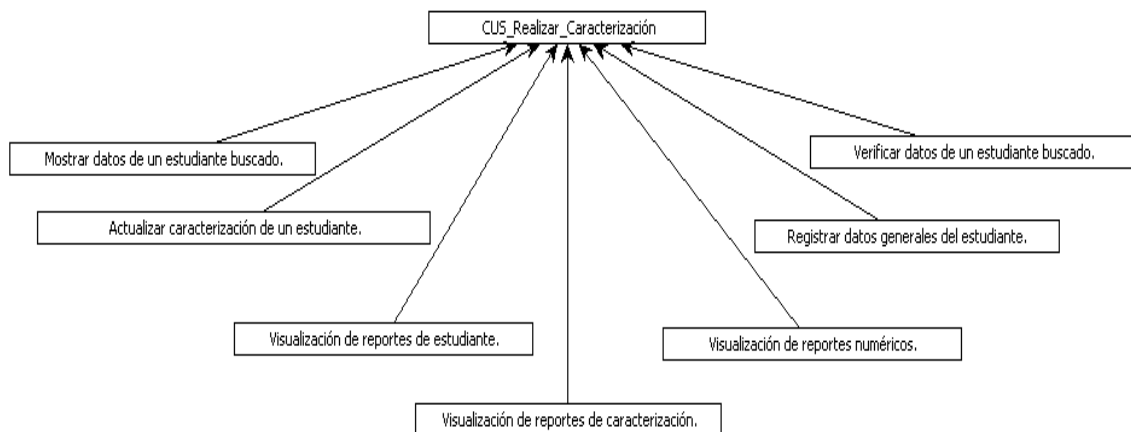 CUS_Realizar_Caracterización
Mostrar datos de un estudiante buscado.
Verificar datos de un estudiante buscado.
Actualizar caracterización de un estudiante.
Registrar datos generales del estudiante.
Visualización de reportes de estudiante.
Visualización de reportes numéricos.
Visualización de reportes de caracterización.